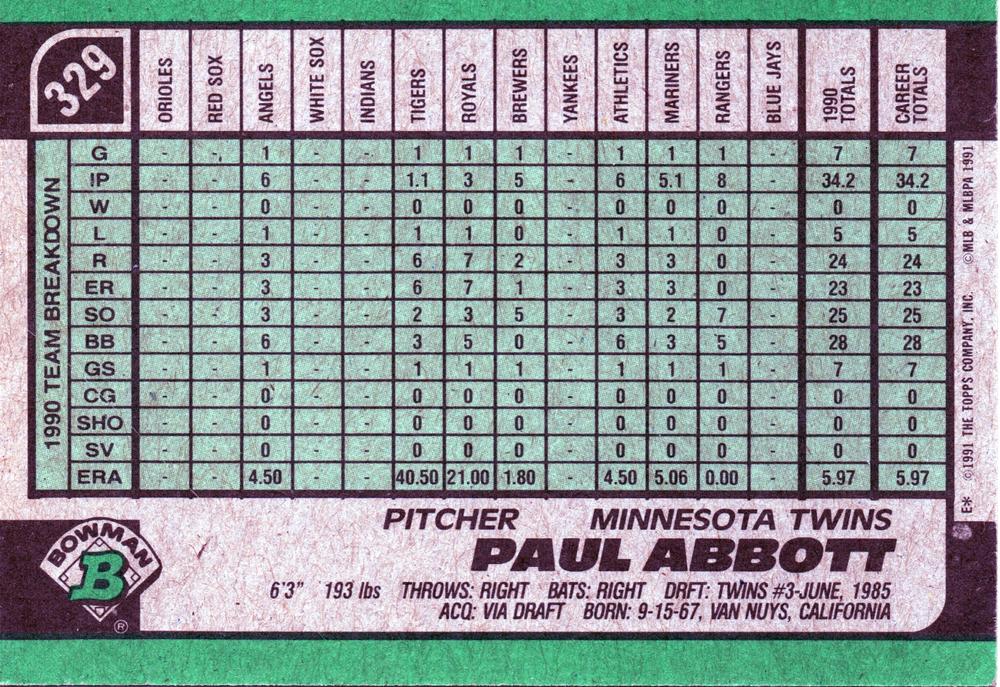 329
ORIOLES RED SOX ANGELS WHITE SOX INDIANS TIGERS ROYALS BREWERS YANKEES ATHLETICS MARINERS RANGERS BLUE JAYS 1990 TOTALS CAREER TOTALS
1990 TEAM BREAKDOWN
G - - 1 - - 1 1 1 - 1 1 1 - 7 7
IP - - 6 - - 1.1 3 5 - 6 5.1 8 - 34.2 34.2
W - - 0 - - 0 0 0 - 0 0 0 - 0 0
L - - 1 - - 1 1 0 - 1 1 0 - 5 5
R - - 3 - - 6 7 2 - 3 3 0 - 24 24
ER - - 3 - - 6 7 1 - 3 3 0 - 23 23
SO - - 3 - - 2 3 5 - 3 2 7 - 25 25
BB - - 6 - - 3 5 0 - 6 3 5 - 28 28
GS - - 1 - - 1 1 1 - 1 1 1 - 7 7
CG - - 0 - - 0 0 0 - 0 0 0 - 0 0
SHO - - 0 - - 0 0 0 - 0 0 0 - 0 0
SV - - 0 - - 0 0 0 - 0 0 0 - 0 0
ERA - - 4.50 - - 40.50 21.00 1.80 - 4.50 5.06 0.00 - 5.97 5.97
E* ©1991 THE TOPPS COMPANY, INC. ©MLB & MLBPA 1991
BOWMAN
B
®
PITCHER MINNESOTA TWINS
PAUL ABBOTT
6'3" 193 lbs THROWS: RIGHT BATS: RIGHT DRFT: TWINS #3-JUNE, 1985
ACQ: VIA DRAFT BORN: 9-15-67, VAN NUYS, CALIFORNIA